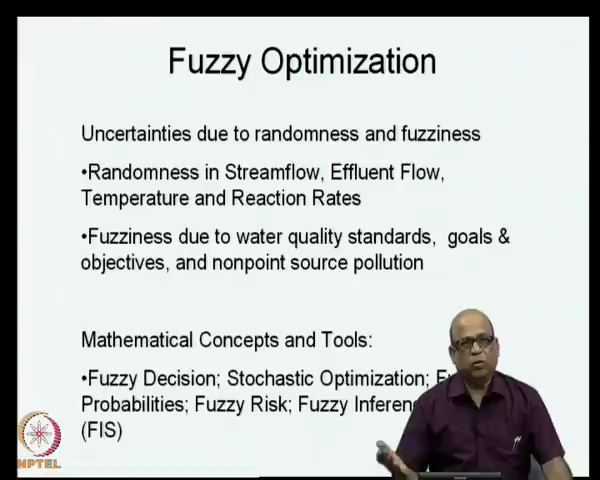 Fuzzy Optimization
Uncertainties due to randomness and fuzziness
•Randomness in Streamflow, Effluent Flow,
Temperature and Reaction Rates
•Fuzziness due to water quality standards, goals &
objectives, and nonpoint source pollution
Mathematical Concepts and Tools:
•Fuzzy Decision; Stochastic Optimization;
Probabilities; Fuzzy Risk; Fuzzy
(FIS)
NPTEL